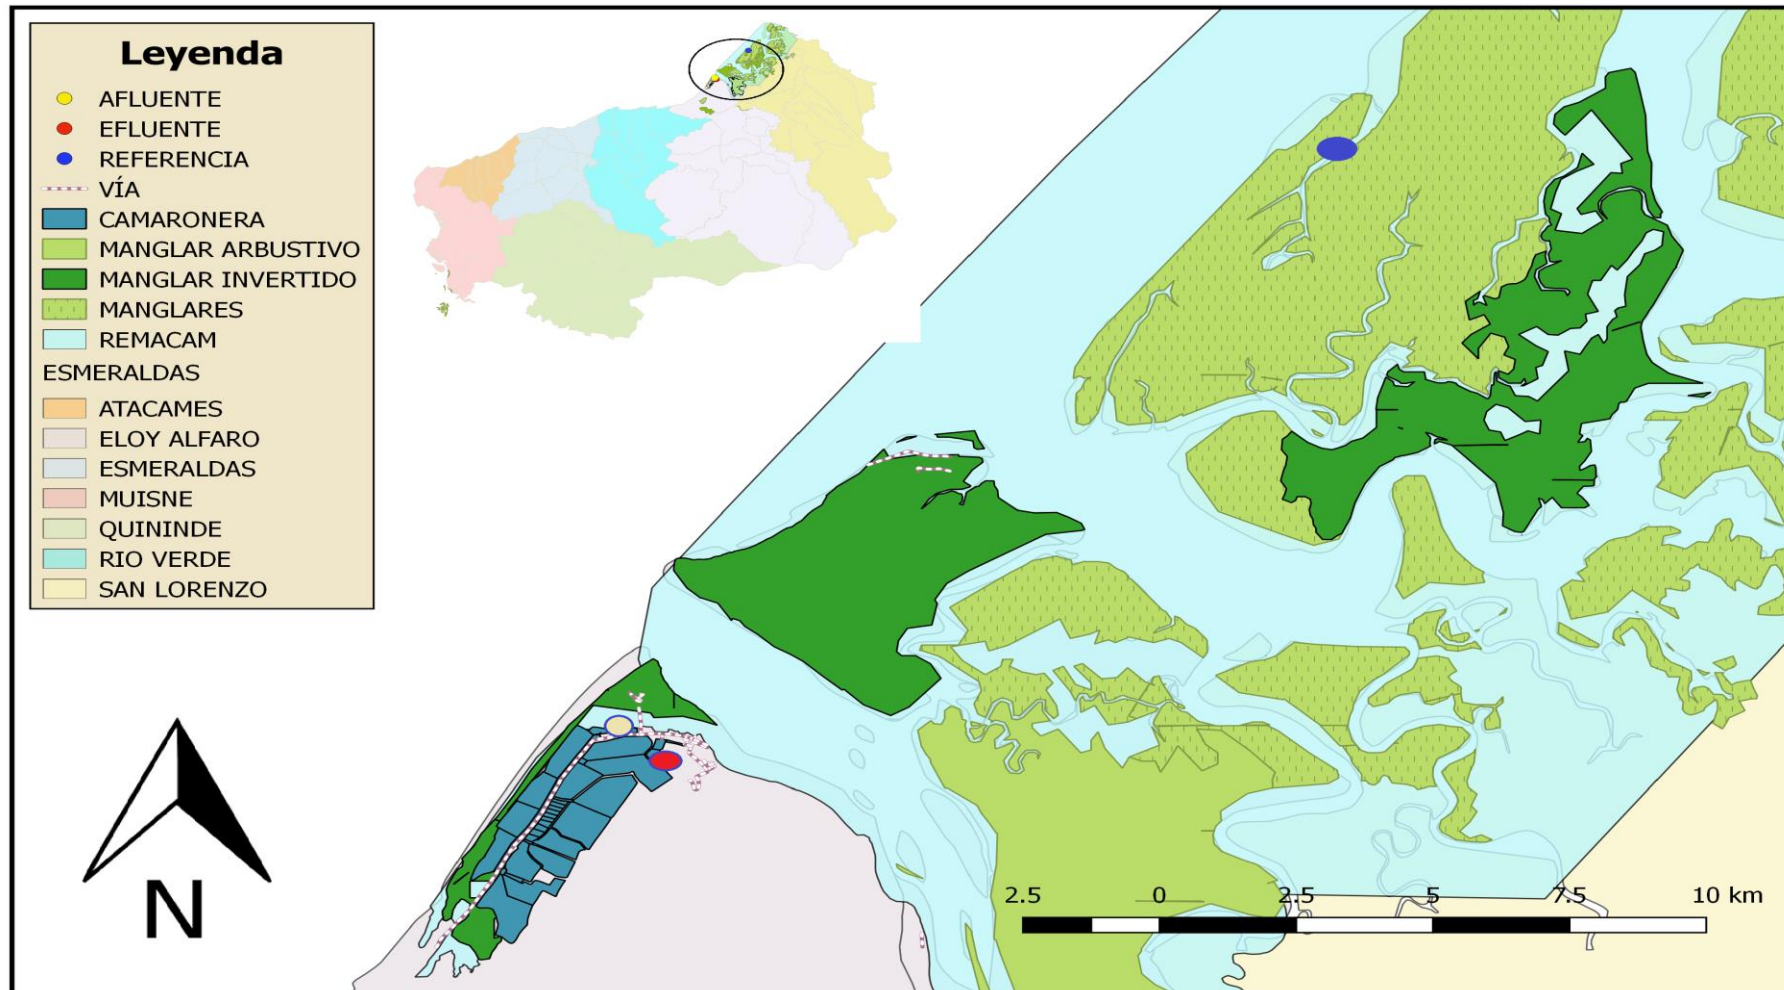 Leyenda
AFLUENTE
EFLUENTE
REFERENCIA
VÍA
CAMARONERA
MANGLAR ARBUSTIVO
MANGLAR INVERTIDO
MANGLARES
REMACAM
ESMERALDAS
ATACAMES
ELOY ALFARO
ESMERALDAS
MUISNE
QUININDE
RIO VERDE
SAN LORENZO
N
2.5 0 2.5 5 7.5 10 km